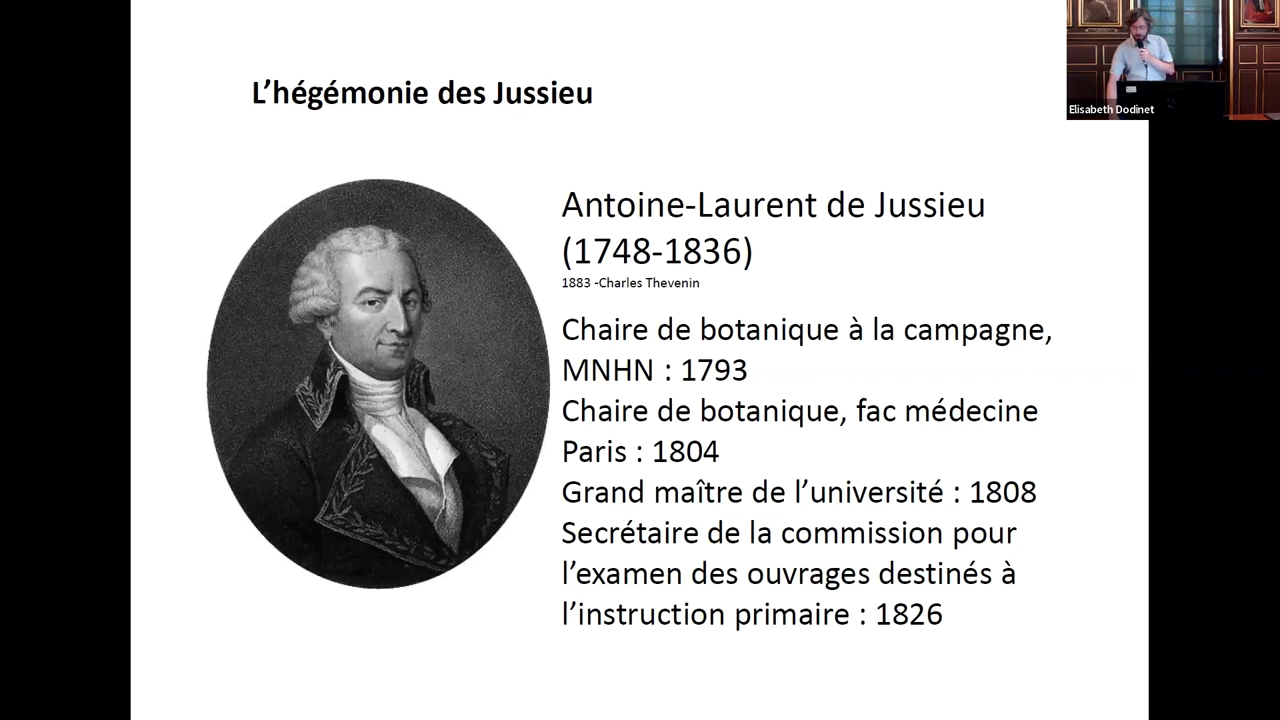 L'hégémonie des Jussieu
Elisabeth Dodinet
Antoine-Laurent de Jussieu
(1748-1836)
1883 -Charles Thevenin
Chaire de botanique à la campagne,
MNHN : 1793
Chaire de botanique, fac médecine
Paris : 1804
Grand maître de l'université : 1808
Secrétaire de la commission pour
l'examen des ouvrages destinés à
l'instruction primaire : 1826